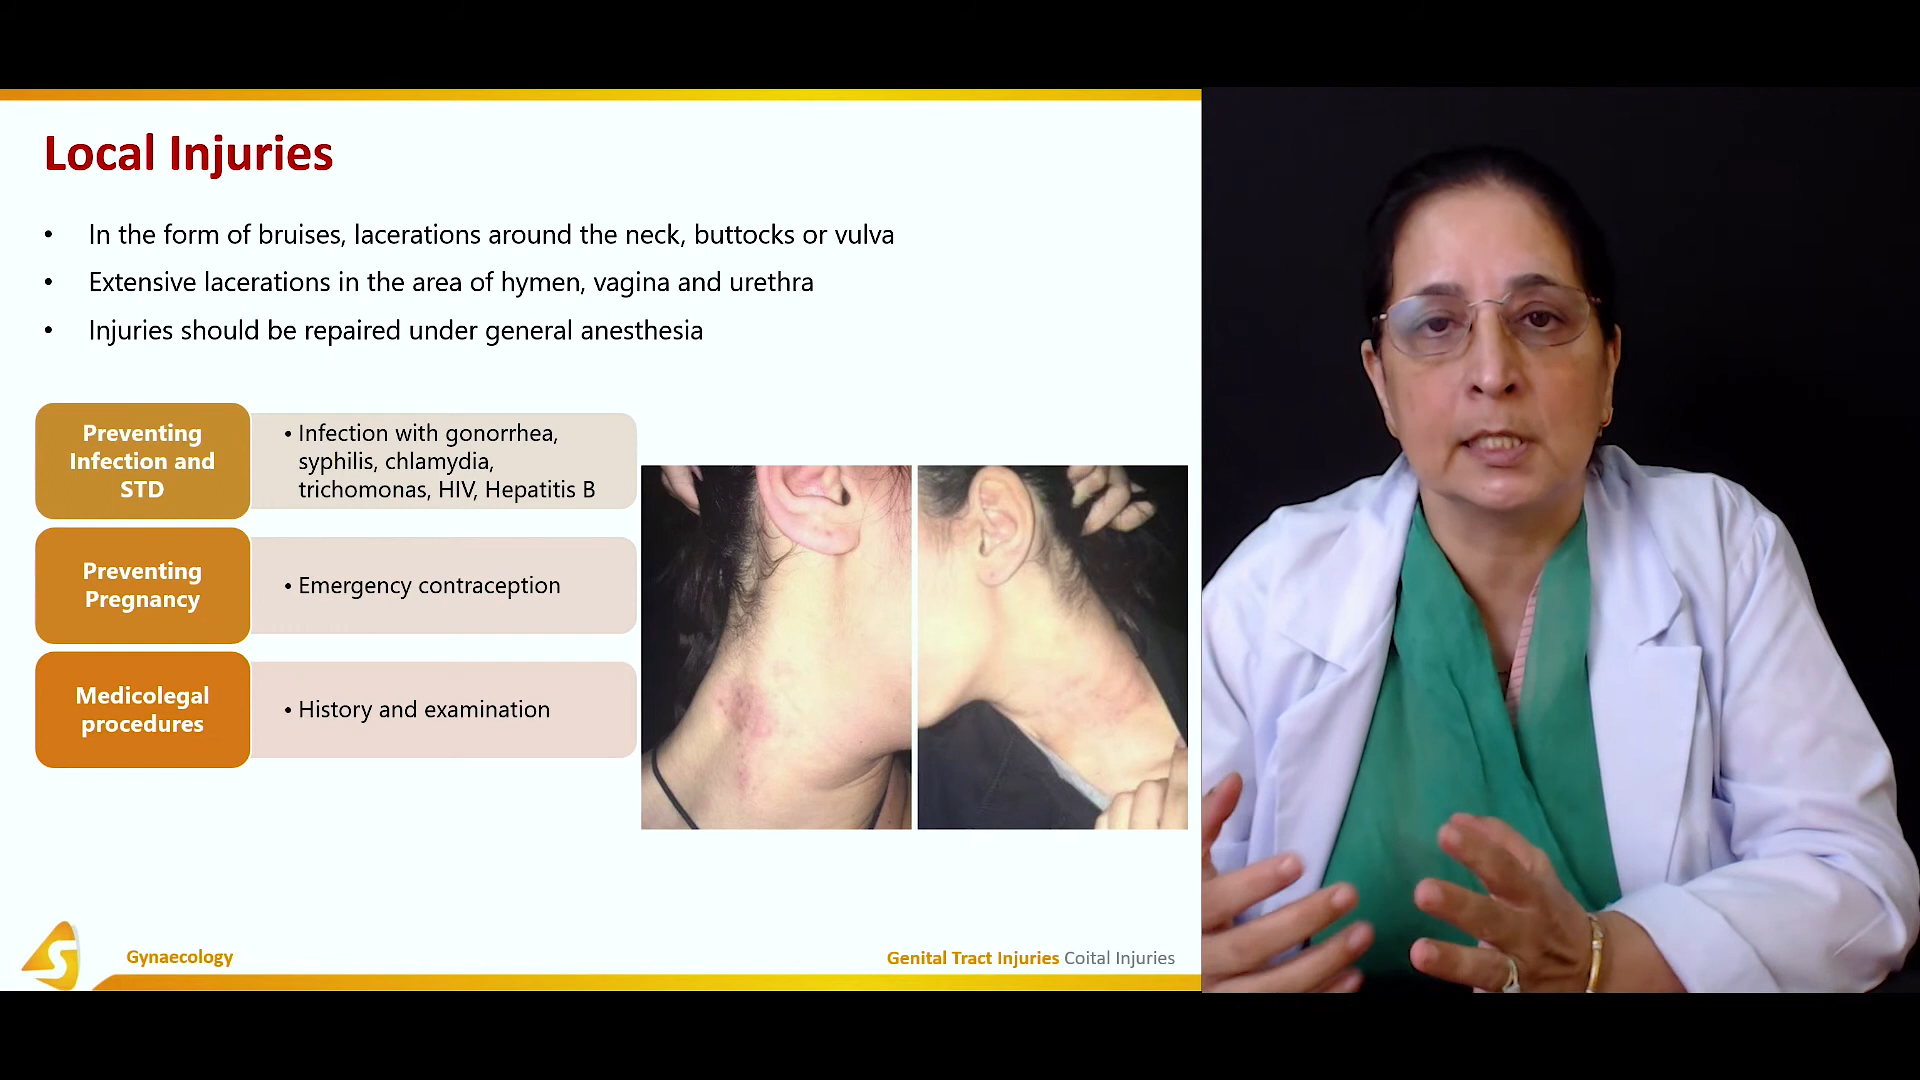 Local Injuries
• In the form of bruises, lacerations around the neck, buttocks or vulva
• Extensive lacerations in the area of hymen, vagina and urethra
• Injuries should be repaired under general anesthesia
Preventing
Infection and
STD
• Infection with gonorrhea,
syphilis, chlamydia,
trichomonas, HIV, Hepatitis B
Preventing
Pregnancy
• Emergency contraception
Medicolegal
procedures
• History and examination
S
Gynaecology
Genital Tract Injuries Coital Injuries